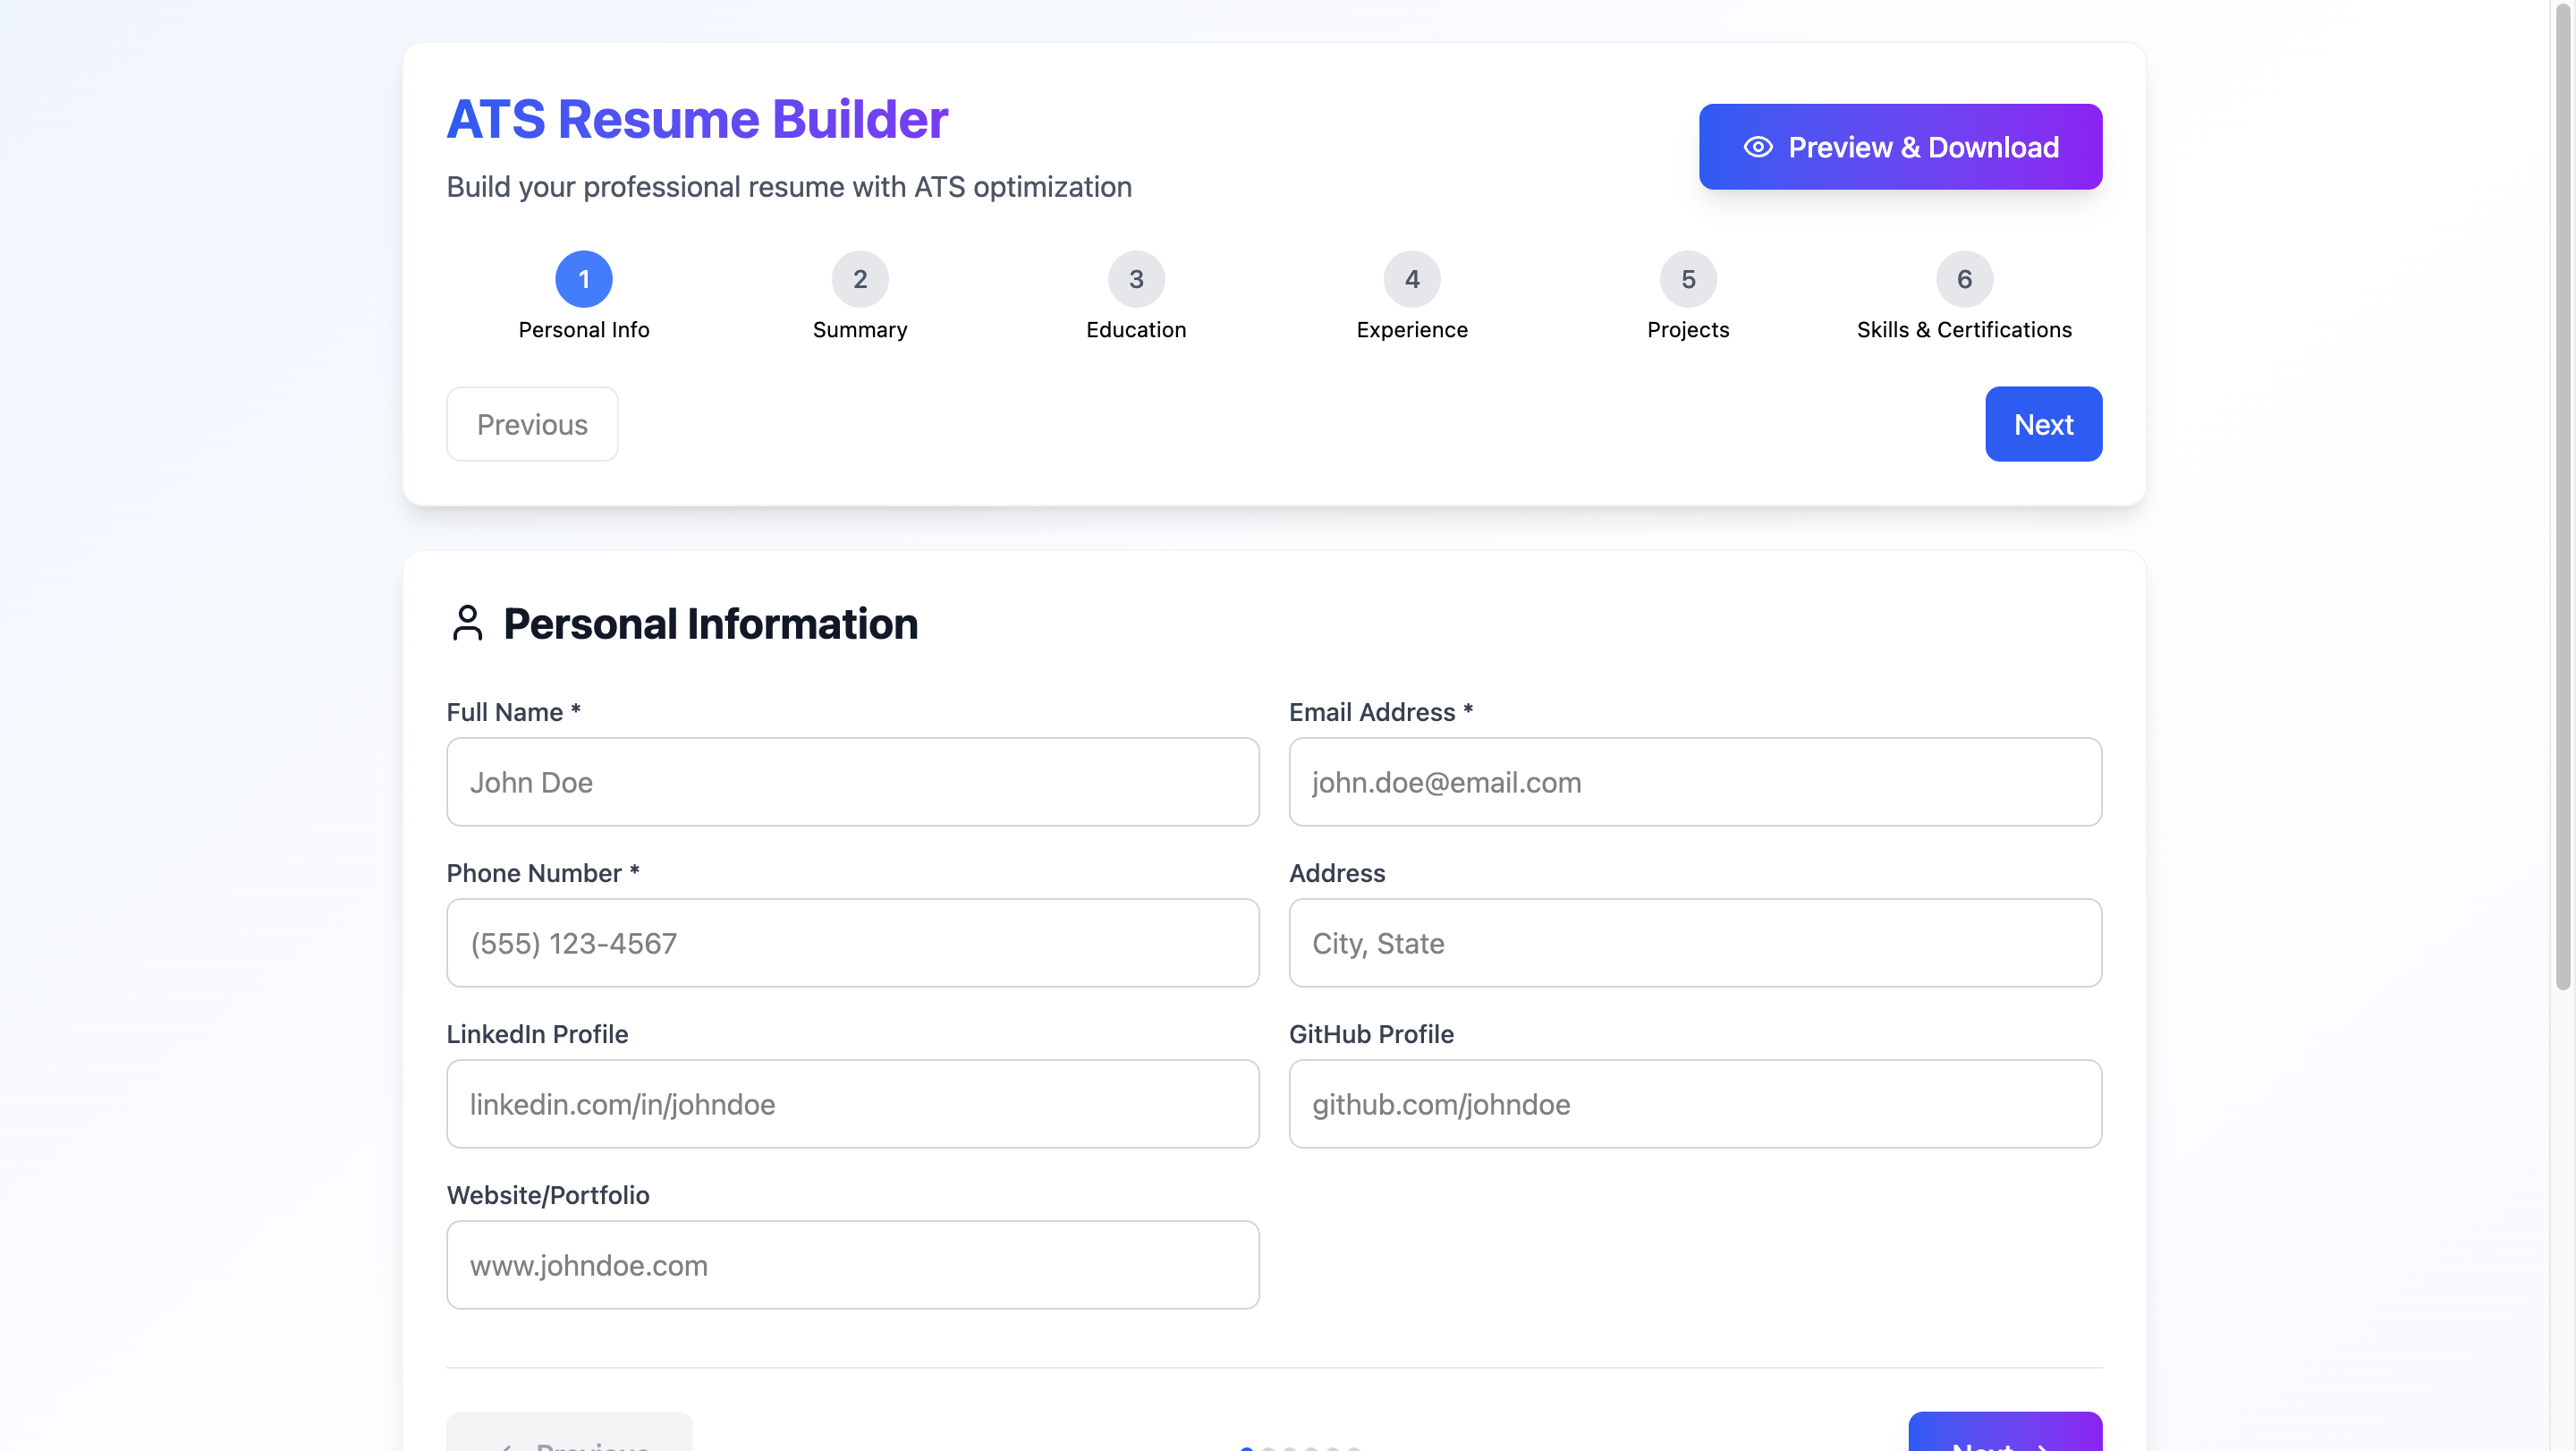 ATS Resume Builder
Build your professional resume with ATS optimization
Preview & Download
1
2
3
4
5
6
Personal Info
Summary
Education
Experience
Projects
Skills & Certifications
Previous
Next
Personal Information
Full Name *
Email Address *
John Doe
john.doe@email.com
Phone Number *
Address
(555) 123-4567
City, State
LinkedIn Profile
GitHub Profile
linkedin.com/in/johndoe
github.com/johndoe
Website/Portfolio
www.johndoe.com
Previous
Next